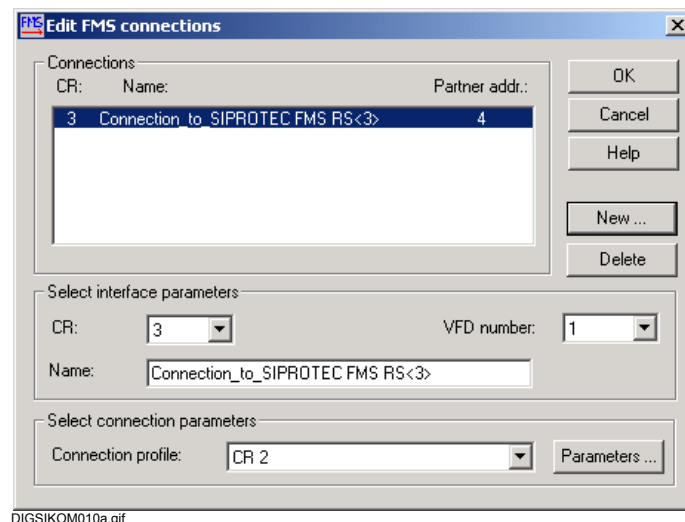 FMS Edit FMS connections
Connections
CR: Name: Partner addr.:
3 Connection_to_SIPROTEC FMS RS<3> 4
OK
Cancel
Help
New ...
Delete
Select interface parameters
CR: 3 VFD number: 1
Name: Connection_to_SIPROTEC FMS RS<3>
Select connection parameters
Connection profile: CR 2 Parameters ...
DIGSIKOM010a.gif